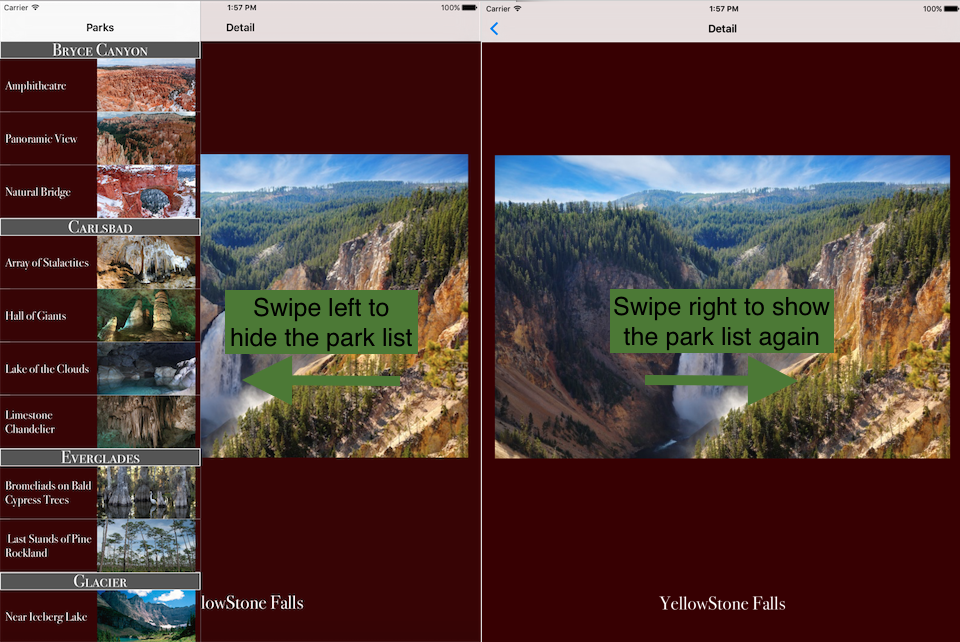 Carrier 1:57 PM 100%
Parks
Detail
BRYCE CANYON
Amphitheatre
Panoramic View
Natural Bridge
CARLSBAD
Array of Stalactites
Hall of Giants
Lake of the Clouds
Limestone
Chandelier
EVERGLADES
Bromeliads on Bald
Cypress Trees
Last Stands of Pine
Rockland
GLACIER
Near Iceberg Lake
Swipe left to
hide the park list
lowStone Falls
Carrier 1:57 PM 100%
Detail
Swipe right to show
the park list again
YellowStone Falls